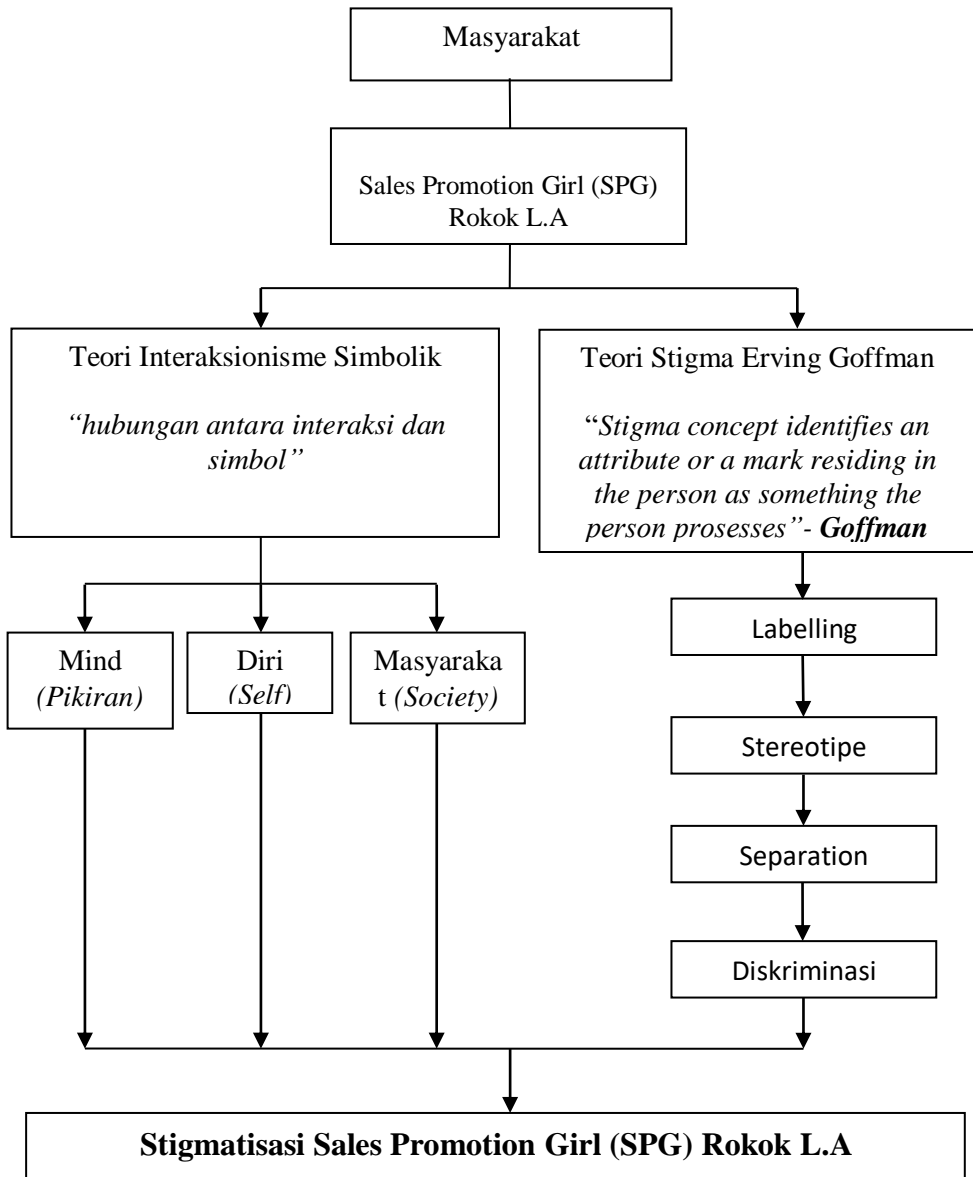 Masyarakat
Sales Promotion Girl (SPG)
Rokok L.A
Teori Interaksionisme Simbolik
“hubungan antara interaksi dan
simbol”
Teori Stigma Erving Goffman
“Stigma concept identifies an
attribute or a mark residing in
the person as something the
person prosesses”- Goffman
Mind
(Pikiran)
Diri
(Self)
Masyaraka
t (Society)
Labelling
Stereotipe
Separation
Diskriminasi
Stigmatisasi Sales Promotion Girl (SPG) Rokok L.A